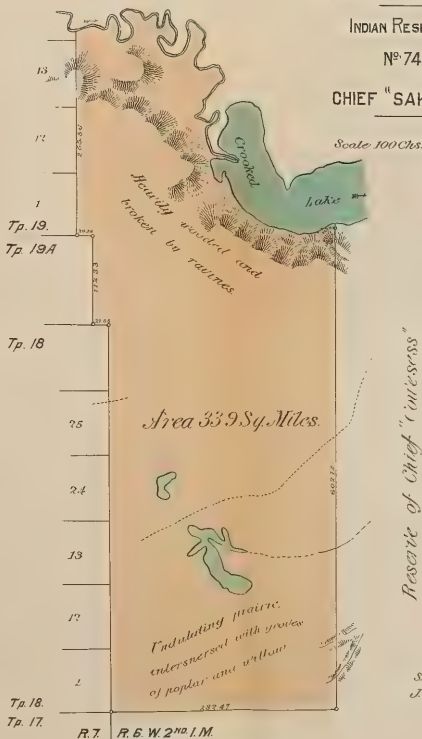 INDIAN RES
Nº 74
CHIEF "SAK
Scale 100 Chs.
13
12
1
Tp. 19.
Tp. 19A
Tp. 18
25
24
13
12
1
Tp. 18.
Tp. 17.
R. 7. R. 6. W. 2ND. I. M.
Crooked
Lake
Heavily wooded and
broken by ravines.
Area 33.9 Sq. Miles.
Undulating prairie,
interspersed with groves
of poplar and willow
Reserve of Chief